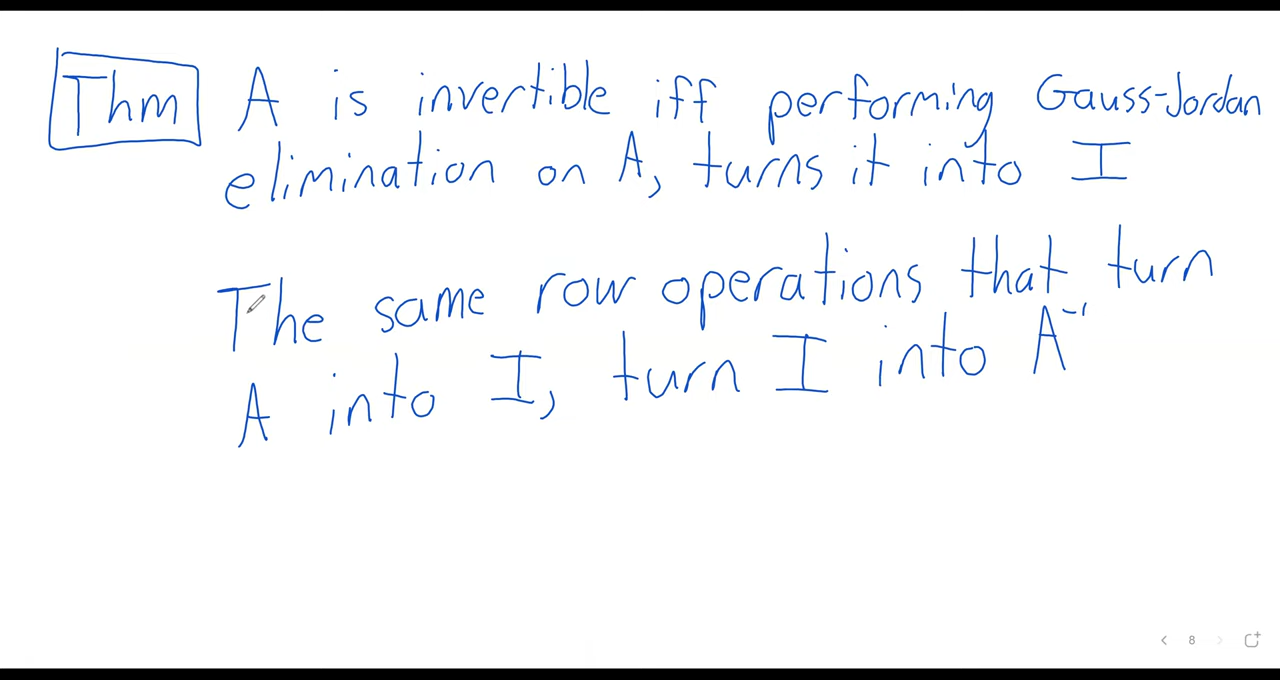 Thm A is invertible iff performing Gauss-Jordan
elimination on A, turns it into I
The same row operations that turn
A into I, turn I into A⁻¹
8